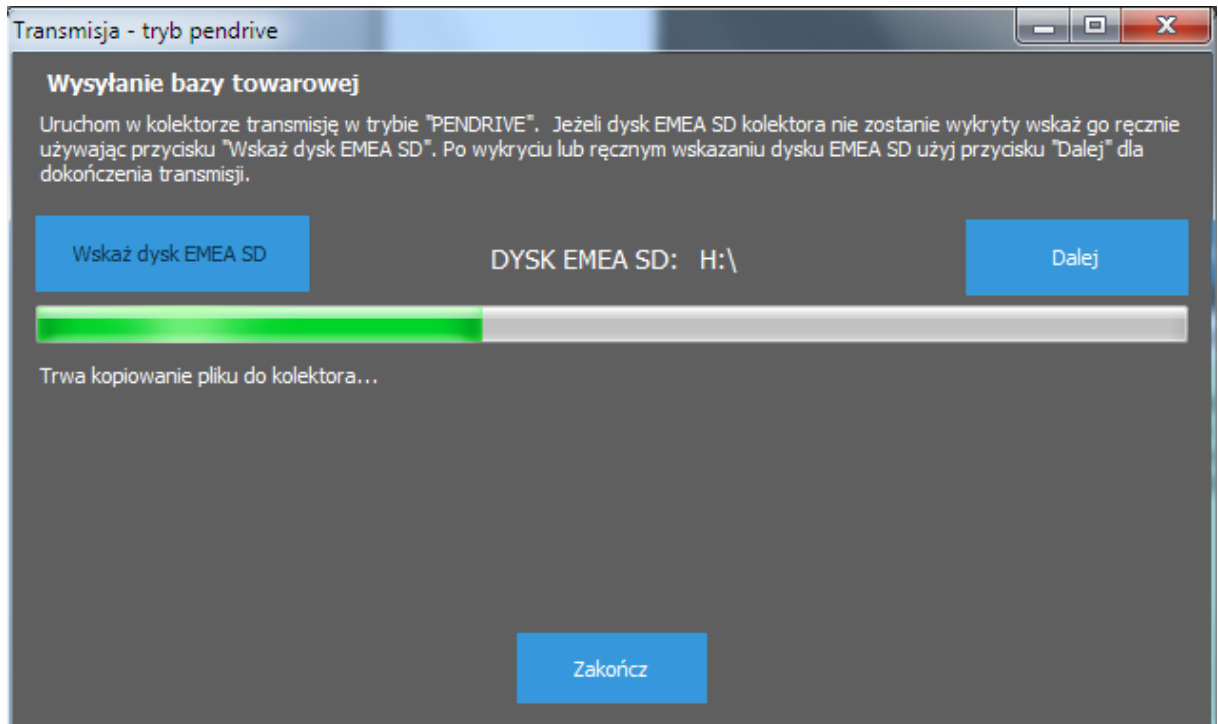 Transmisja - tryb pendrive
Wysyłanie bazy towarowej
Uruchom w kolektorze transmisję w trybie "PENDRIVE".  Jeżeli dysk EMEA SD kolektora nie zostanie wykryty wskaż go ręcznie
używając przycisku "Wskaż dysk EMEA SD". Po wykryciu lub ręcznym wskazaniu dysku EMEA SD użyj przycisku "Dalej" dla
dokończenia transmisji.
Wskaż dysk EMEA SD
DYSK EMEA SD:  H:\
Dalej
Trwa kopiowanie pliku do kolektora...
Zakończ